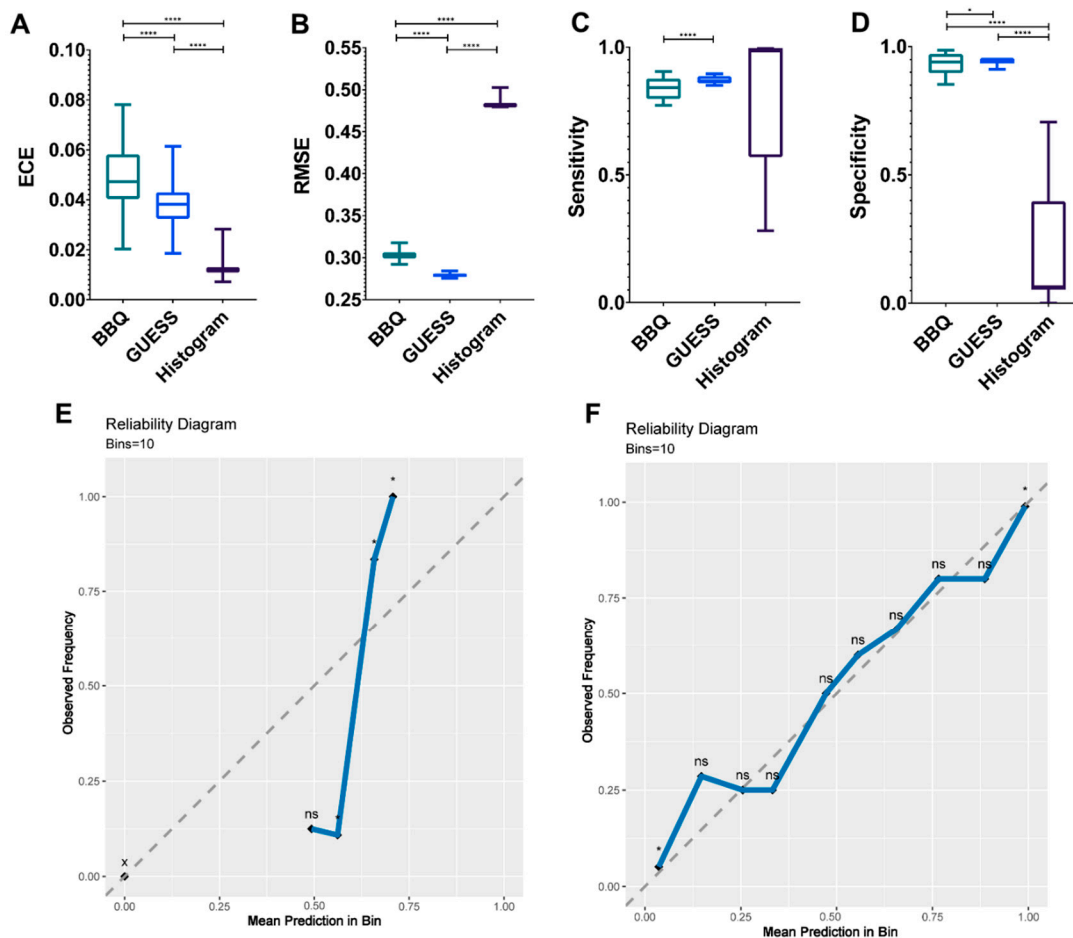 A
****
****
****
0.10
0.08
0.06
0.04
0.02
0.00
ECE
BBQ
GUESS
Histogram
B
****
****
****
0.55
0.50
0.45
0.40
0.35
0.30
0.25
RMSE
BBQ
GUESS
Histogram
C
****
1.0
0.5
0.0
Sensitivity
BBQ
GUESS
Histogram
D
*
****
****
1.0
0.5
0.0
Specificity
BBQ
GUESS
Histogram
E
Reliability Diagram
Bins=10
1.00
0.75
0.50
0.25
0.00
Observed Frequency
x
ns
*
*
*
0.00 0.25 0.50 0.75 1.00
Mean Prediction in Bin
F
Reliability Diagram
Bins=10
1.00
0.75
0.50
0.25
0.00
Observed Frequency
*
ns
ns
ns
ns
ns
ns
ns
ns
*
0.00 0.25 0.50 0.75 1.00
Mean Prediction in Bin